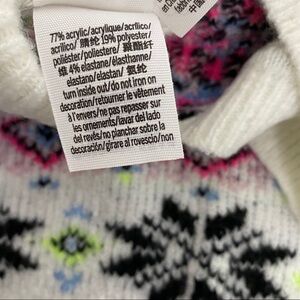 77% acrylic/acrylique/acrílico/
acrilico/ 腈纶 19% polyester/
poliéster/poliestere/ 聚酯纤
维 4% elastane/élasthanne/
elastano/elastan/ 氨纶
turn inside out/ do not iron on
decoration/retourner le vêtement
à l'envers/ne pas repasser sur
les ornements/lavar del lado
del revés/no planchar sobre la
decoración/girare al rovescio/non